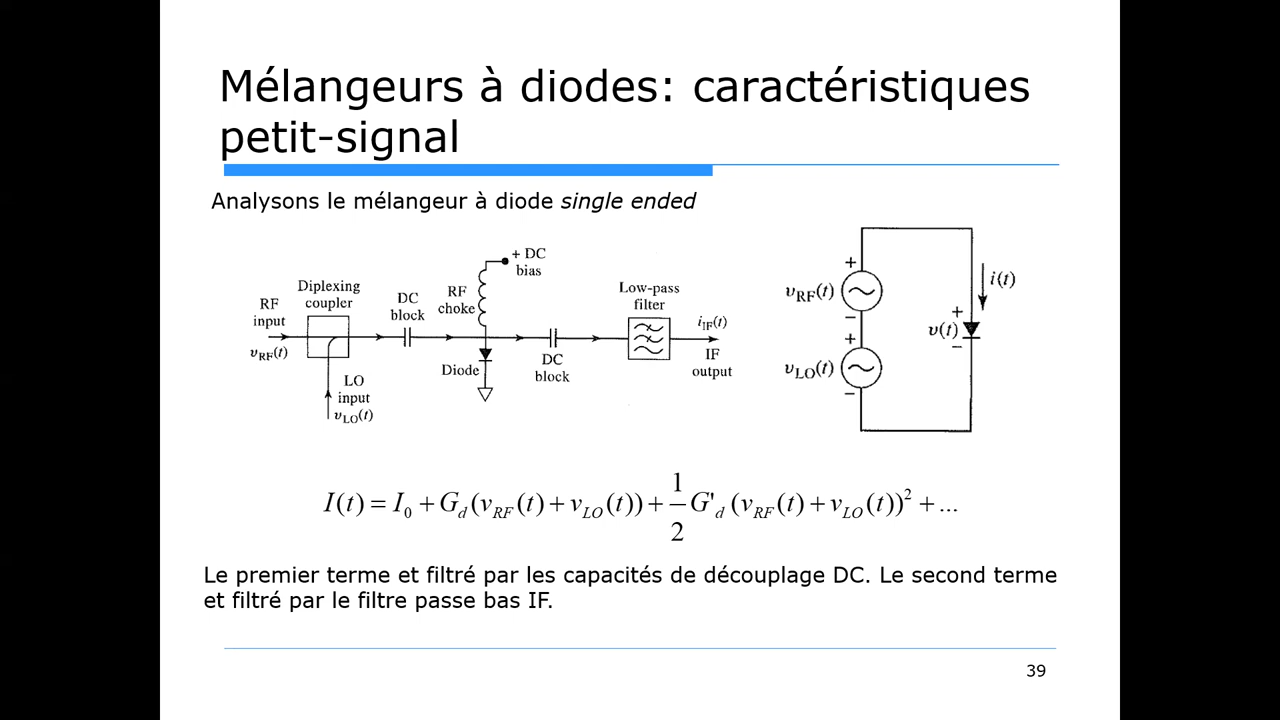 Mélangeurs à diodes: caractéristiques
petit-signal
Analysons le mélangeur à diode single ended
+ DC
bias
Diplexing
coupler
RF
input
v_RF(t)
LO
input
v_LO(t)
DC
block
RF
choke
Diode
DC
block
Low-pass
filter
i_IF(t)
IF
output
+
v_RF(t)
−
+
v_LO(t)
−
i(t)
+
v(t)
−
I(t) = I_0 + G_d(v_RF(t) + v_LO(t)) + 1/2 G'_d (v_RF(t) + v_LO(t))^2 + ...
Le premier terme et filtré par les capacités de découplage DC. Le second terme
et filtré par le filtre passe bas IF.
39